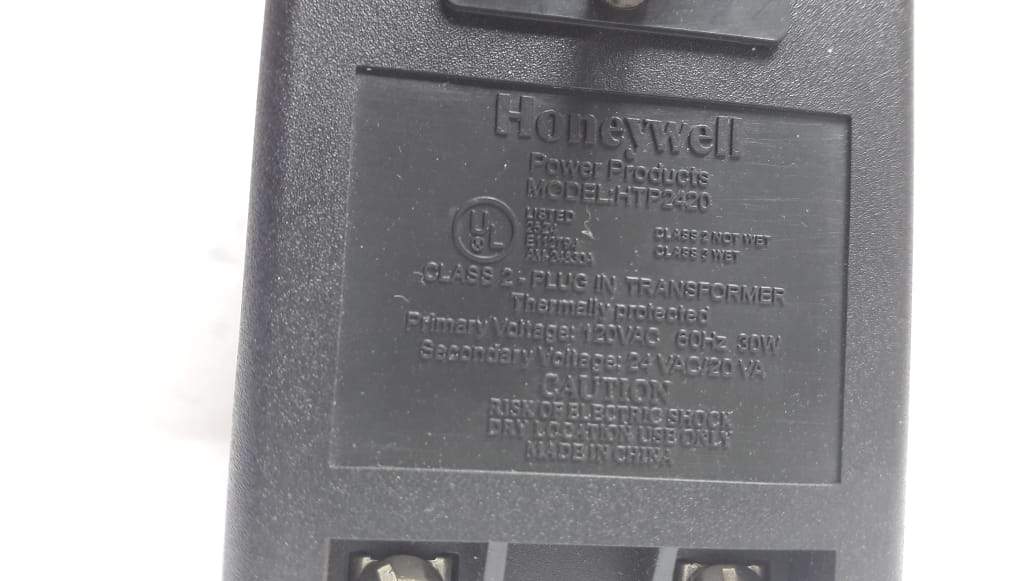 Honeywell
Power Products
MODEL:HTP2420
UL
LISTED
CLASS 2 NOT WET
CLASS 3 WET
CLASS 2 - PLUG IN TRANSFORMER
Thermally protected
Primary Voltage: 120VAC 60Hz 30W
Secondary Voltage: 24 VAC/20 VA
CAUTION
RISK OF ELECTRIC SHOCK
DRY LOCATION USE ONLY
MADE IN CHINA